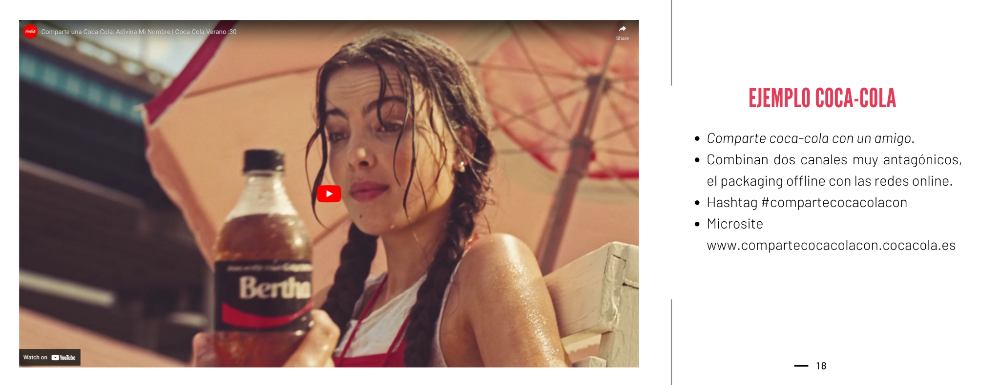 Coca-Cola
Comparte una Coca-Cola: Adivina Mi Nombre | Coca-Cola Verano :30
Share
Bertha
Watch on YouTube
EJEMPLO COCA-COLA
• Comparte coca-cola con un amigo.
• Combinan dos canales muy antagónicos,
el packaging offline con las redes online.
• Hashtag #compartecocacolacon
• Microsite
www.compartecocacolacon.cocacola.es
18